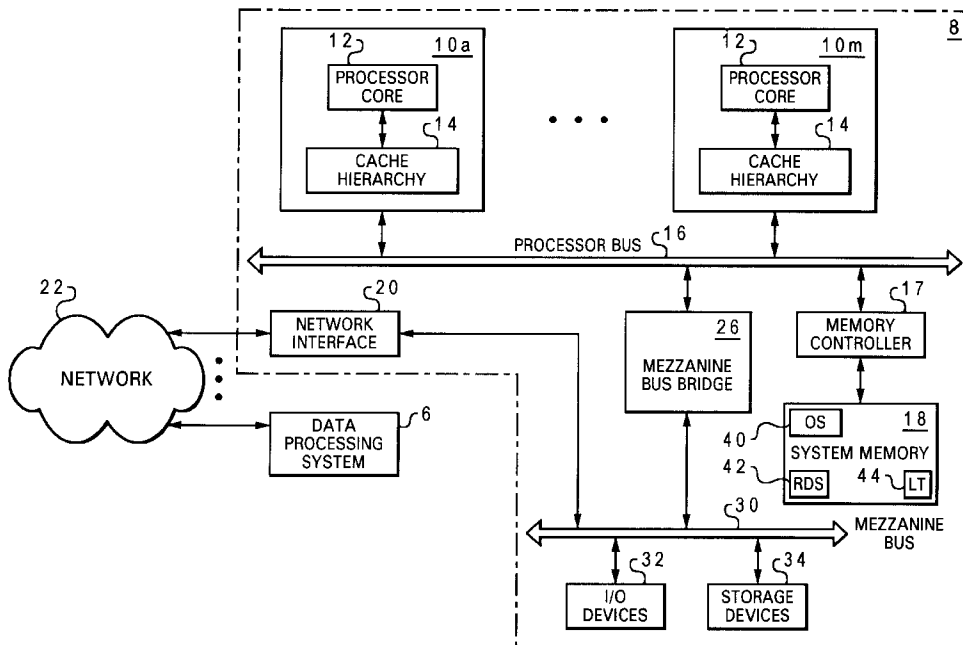 8
12
10a
PROCESSOR
CORE
14
CACHE
HIERARCHY
12
10m
PROCESSOR
CORE
14
CACHE
HIERARCHY
PROCESSOR BUS
16
22
NETWORK
20
NETWORK
INTERFACE
6
DATA
PROCESSING
SYSTEM
26
MEZZANINE
BUS BRIDGE
17
MEMORY
CONTROLLER
18
40
OS
SYSTEM MEMORY
42
RDS
44
LT
30
MEZZANINE
BUS
32
I/O
DEVICES
34
STORAGE
DEVICES